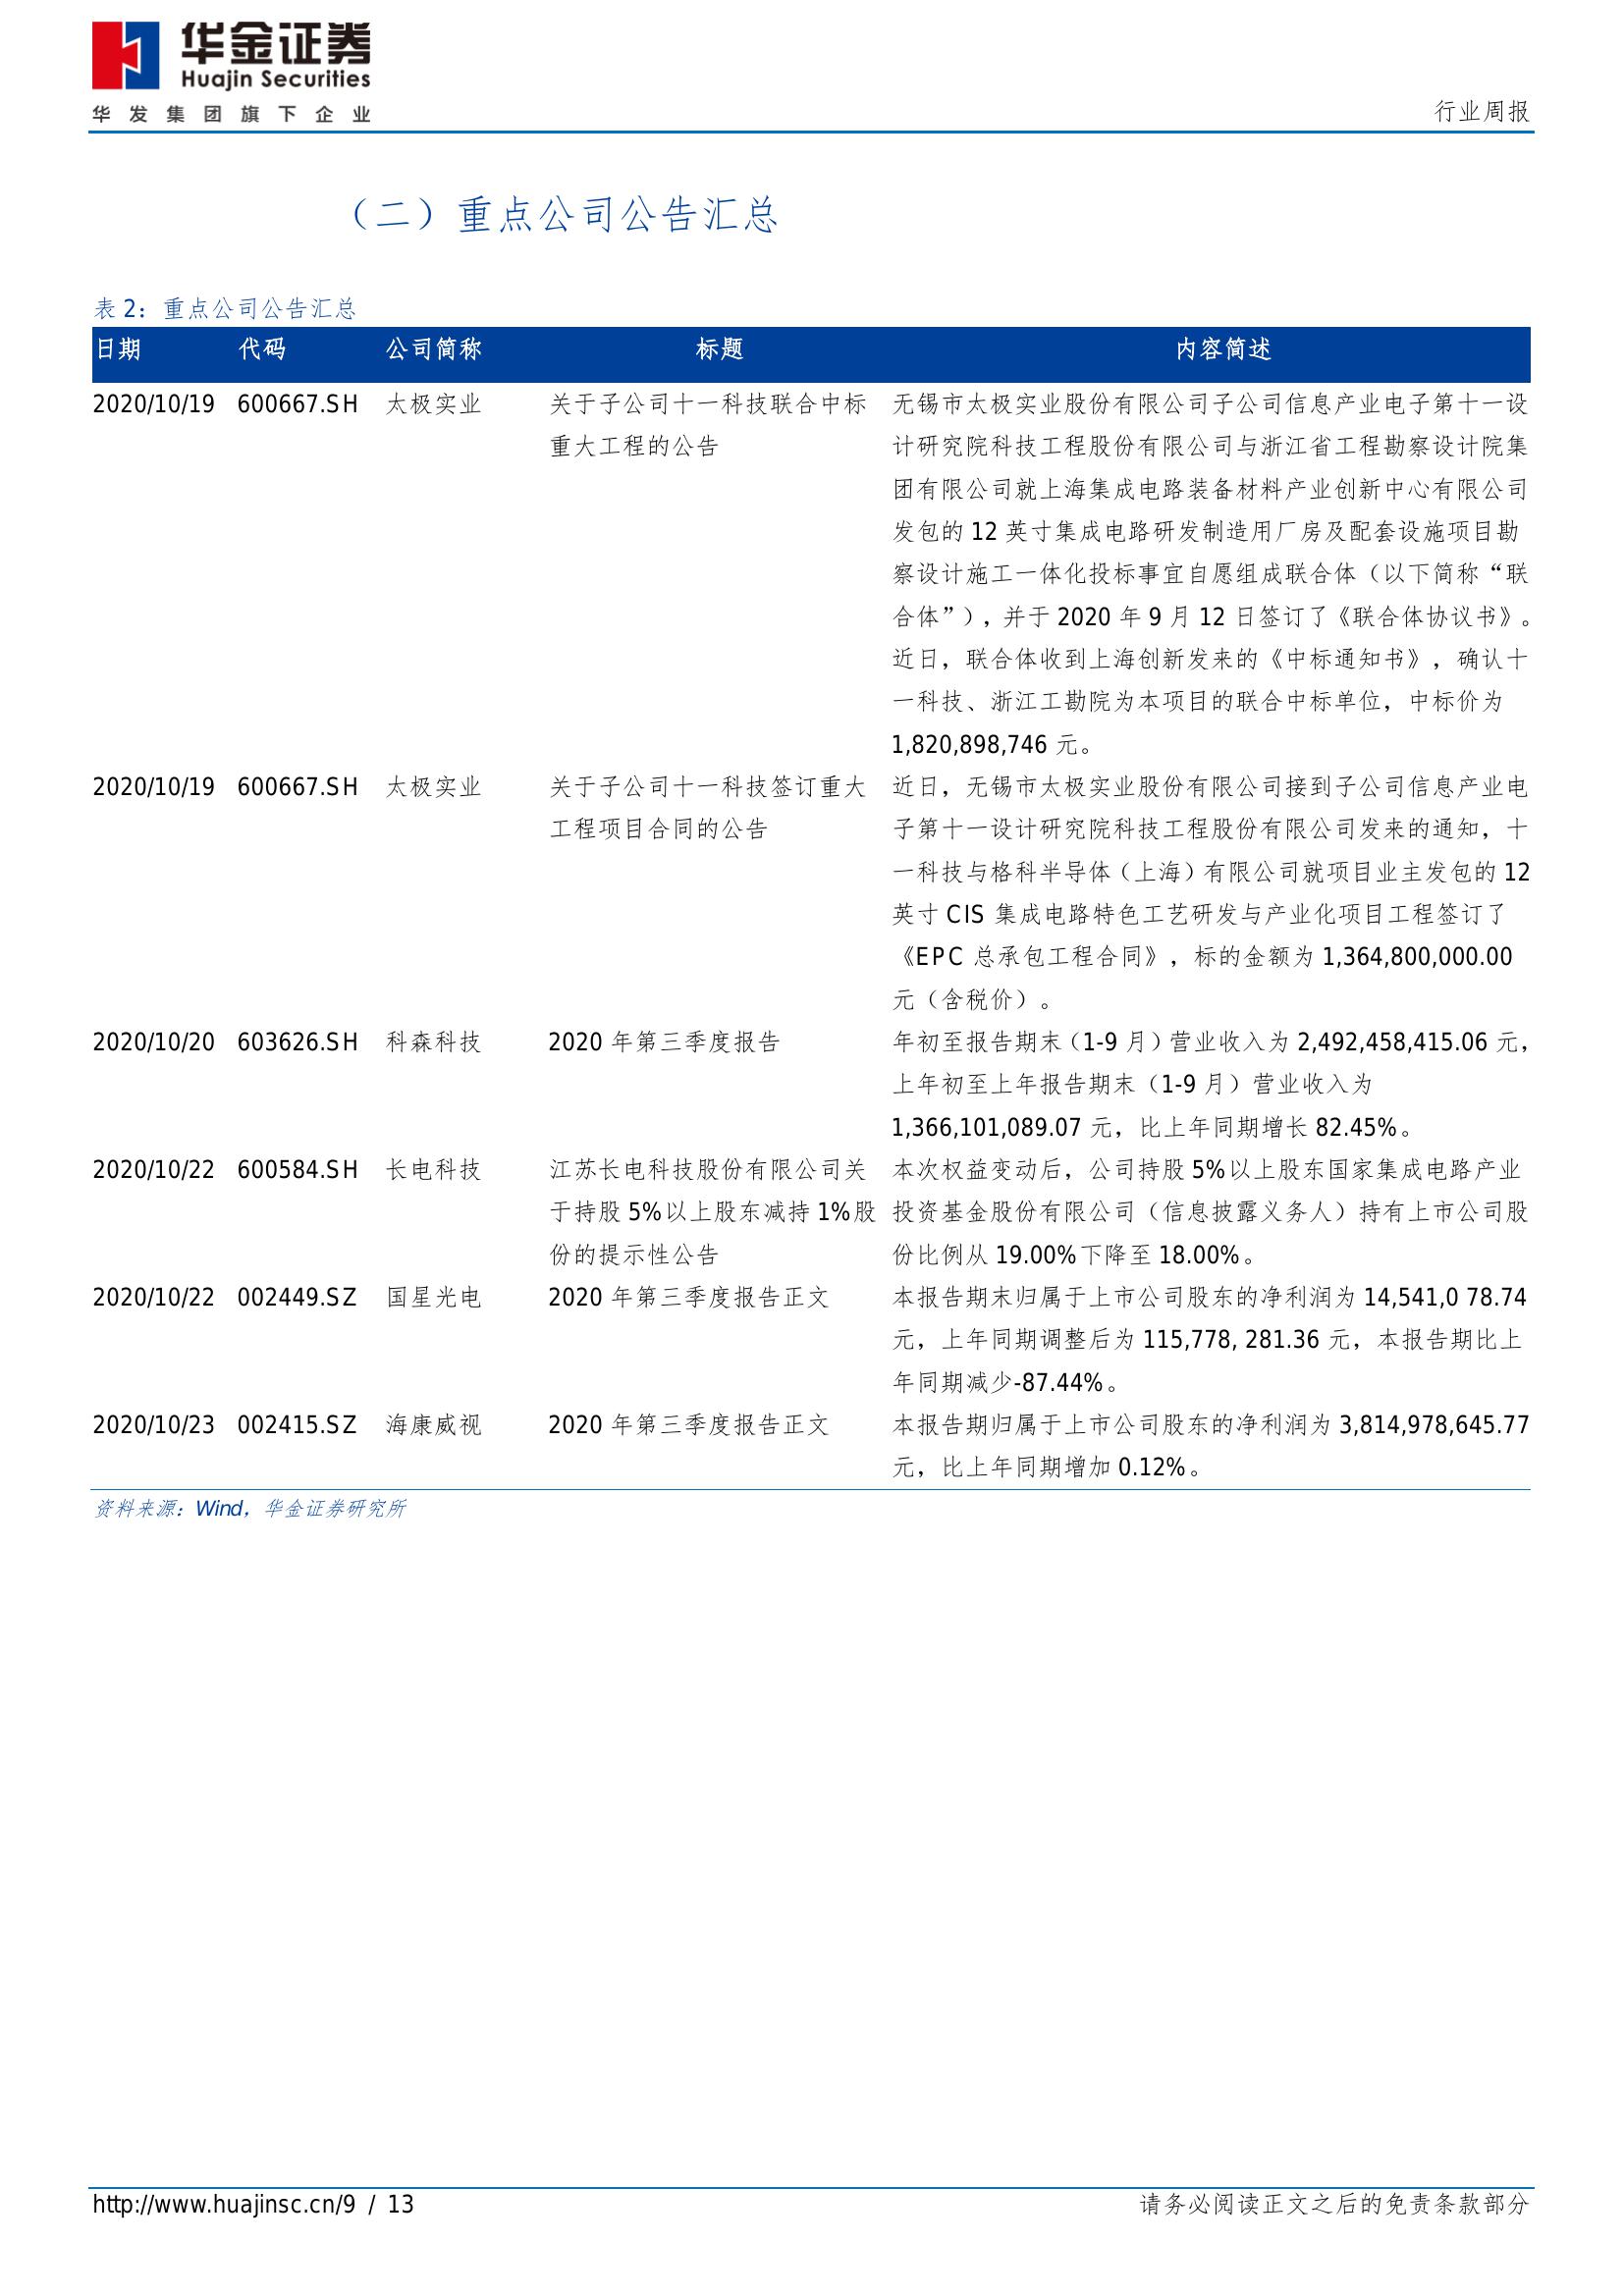 华金证券
Huajin Securities
华发集团旗下企业
行业周报
（二）重点公司公告汇总
表 2：重点公司公告汇总
日期 代码 公司简称 标题 内容简述
2020/10/19 600667.SH 太极实业 关于子公司十一科技联合中标 无锡市太极实业股份有限公司子公司信息产业电子第十一设
重大工程的公告 计研究院科技工程股份有限公司与浙江省工程勘察设计院集
团有限公司就上海集成电路装备材料产业创新中心有限公司
发包的 12 英寸集成电路研发制造用厂房及配套设施项目勘
察设计施工一体化投标事宜自愿组成联合体（以下简称“联
合体”），并于 2020 年 9 月 12 日签订了《联合体协议书》。
近日，联合体收到上海创新发来的《中标通知书》，确认十
一科技、浙江工勘院为本项目的联合中标单位，中标价为
1,820,898,746 元。
2020/10/19 600667.SH 太极实业 关于子公司十一科技签订重大 近日，无锡市太极实业股份有限公司接到子公司信息产业电
工程项目合同的公告 子第十一设计研究院科技工程股份有限公司发来的通知，十
一科技与格科半导体（上海）有限公司就项目业主发包的 12
英寸 CIS 集成电路特色工艺研发与产业化项目工程签订了
《EPC 总承包工程合同》，标的金额为 1,364,800,000.00
元（含税价）。
2020/10/20 603626.SH 科森科技 2020 年第三季度报告 年初至报告期末（1-9 月）营业收入为 2,492,458,415.06 元，
上年初至上年报告期末（1-9 月）营业收入为
1,366,101,089.07 元，比上年同期增长 82.45%。
2020/10/22 600584.SH 长电科技 江苏长电科技股份有限公司关 本次权益变动后，公司持股 5%以上股东国家集成电路产业
于持股 5%以上股东减持 1%股 投资基金股份有限公司（信息披露义务人）持有上市公司股
份的提示性公告 份比例从 19.00%下降至 18.00%。
2020/10/22 002449.SZ 国星光电 2020 年第三季度报告正文 本报告期末归属于上市公司股东的净利润为 14,541,0 78.74
元，上年同期调整后为 115,778, 281.36 元，本报告期比上
年同期减少-87.44%。
2020/10/23 002415.SZ 海康威视 2020 年第三季度报告正文 本报告期归属于上市公司股东的净利润为 3,814,978,645.77
元，比上年同期增加 0.12%。
资料来源：Wind，华金证券研究所
http://www.huajinsc.cn/9 / 13 请务必阅读正文之后的免责条款部分